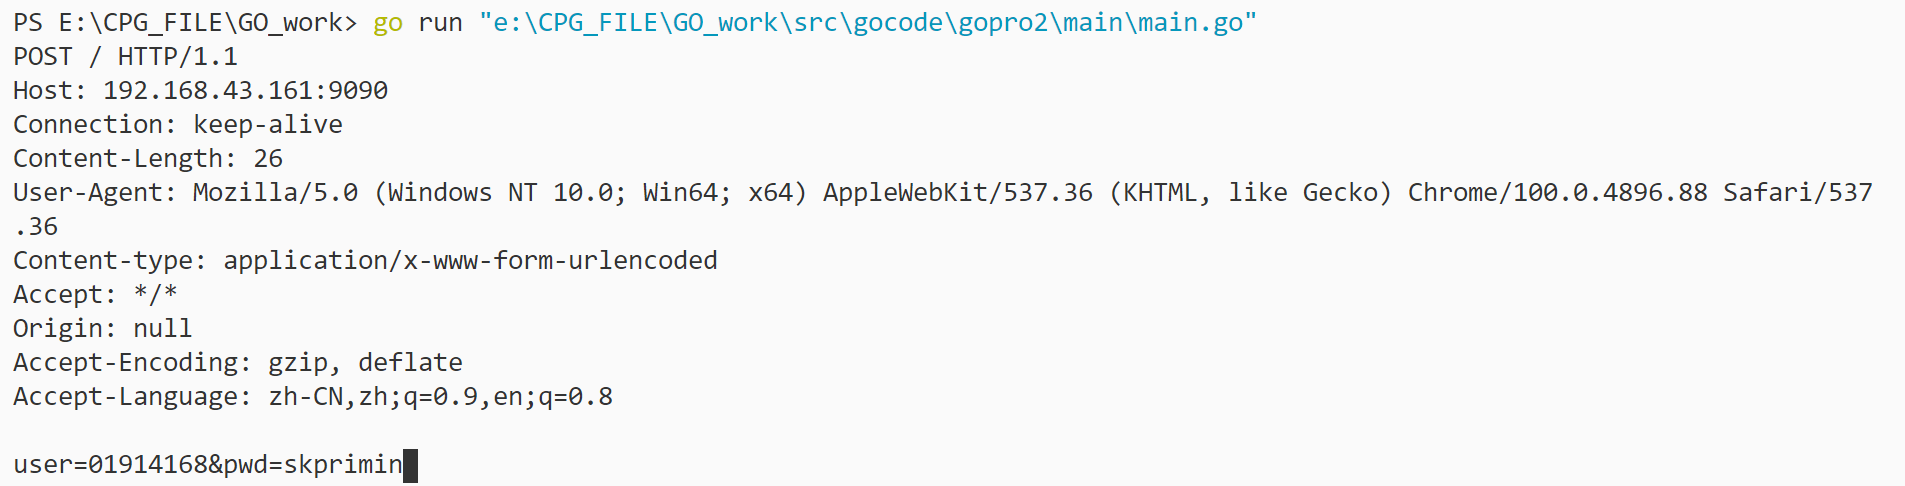 PS E:\CPG_FILE\GO_work> go run "e:\CPG_FILE\GO_work\src\gocode\gopro2\main\main.go"
POST / HTTP/1.1
Host: 192.168.43.161:9090
Connection: keep-alive
Content-Length: 26
User-Agent: Mozilla/5.0 (Windows NT 10.0; Win64; x64) AppleWebKit/537.36 (KHTML, like Gecko) Chrome/100.0.4896.88 Safari/537
.36
Content-type: application/x-www-form-urlencoded
Accept: */*
Origin: null
Accept-Encoding: gzip, deflate
Accept-Language: zh-CN,zh;q=0.9,en;q=0.8

user=01914168&pwd=skprimin